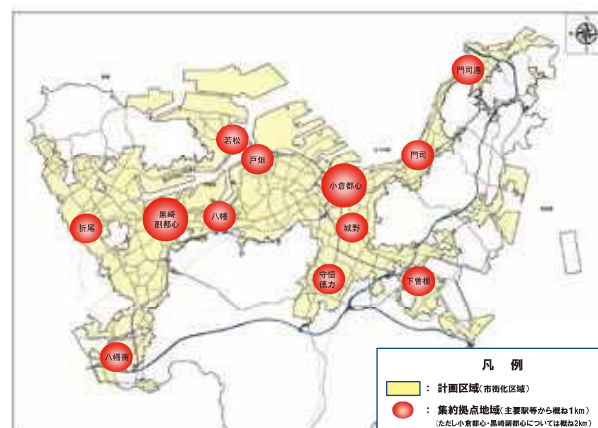 門司港
若松
戸畑
門司
小倉都心
黒崎
副都心
八幡
折尾
城野
守恒
徳力
下曽根
八幡南
凡 例
： 計画区域(市街化区域)
： 集約拠点地域(主要駅等から概ね1km)
(ただし小倉都心・黒崎副都心については概ね2km)